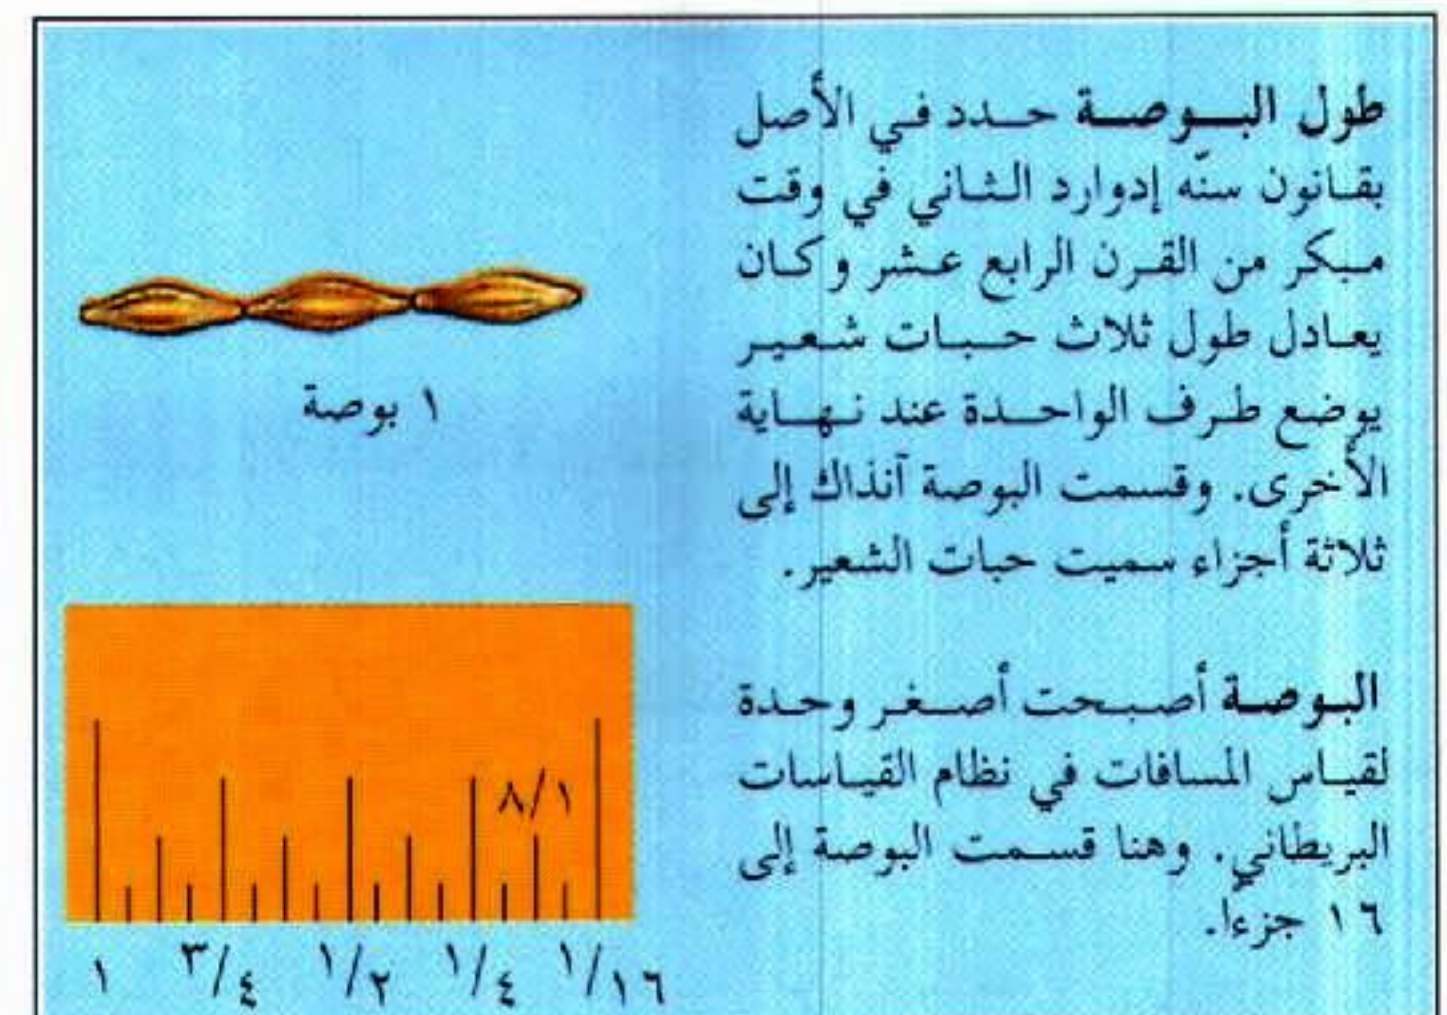 طول البوصة حدد في الأصل
بقانون سنّه إدوارد الثاني في وقت
مبكر من القرن الرابع عشر وكان
يعادل طول ثلاث حبات شعير
يوضع طرف الواحدة عند نهاية
الأخرى. وقسمت البوصة آنذاك إلى
ثلاثة أجزاء سميت حبات الشعير.
١ بوصة
البوصة أصبحت أصغر وحدة
لقياس المسافات في نظام القياسات
البريطاني. وهنا قسمت البوصة إلى
١٦ جزءًا.
٨/١
١ ٣/٤ ١/٢ ١/٤ ١/١٦